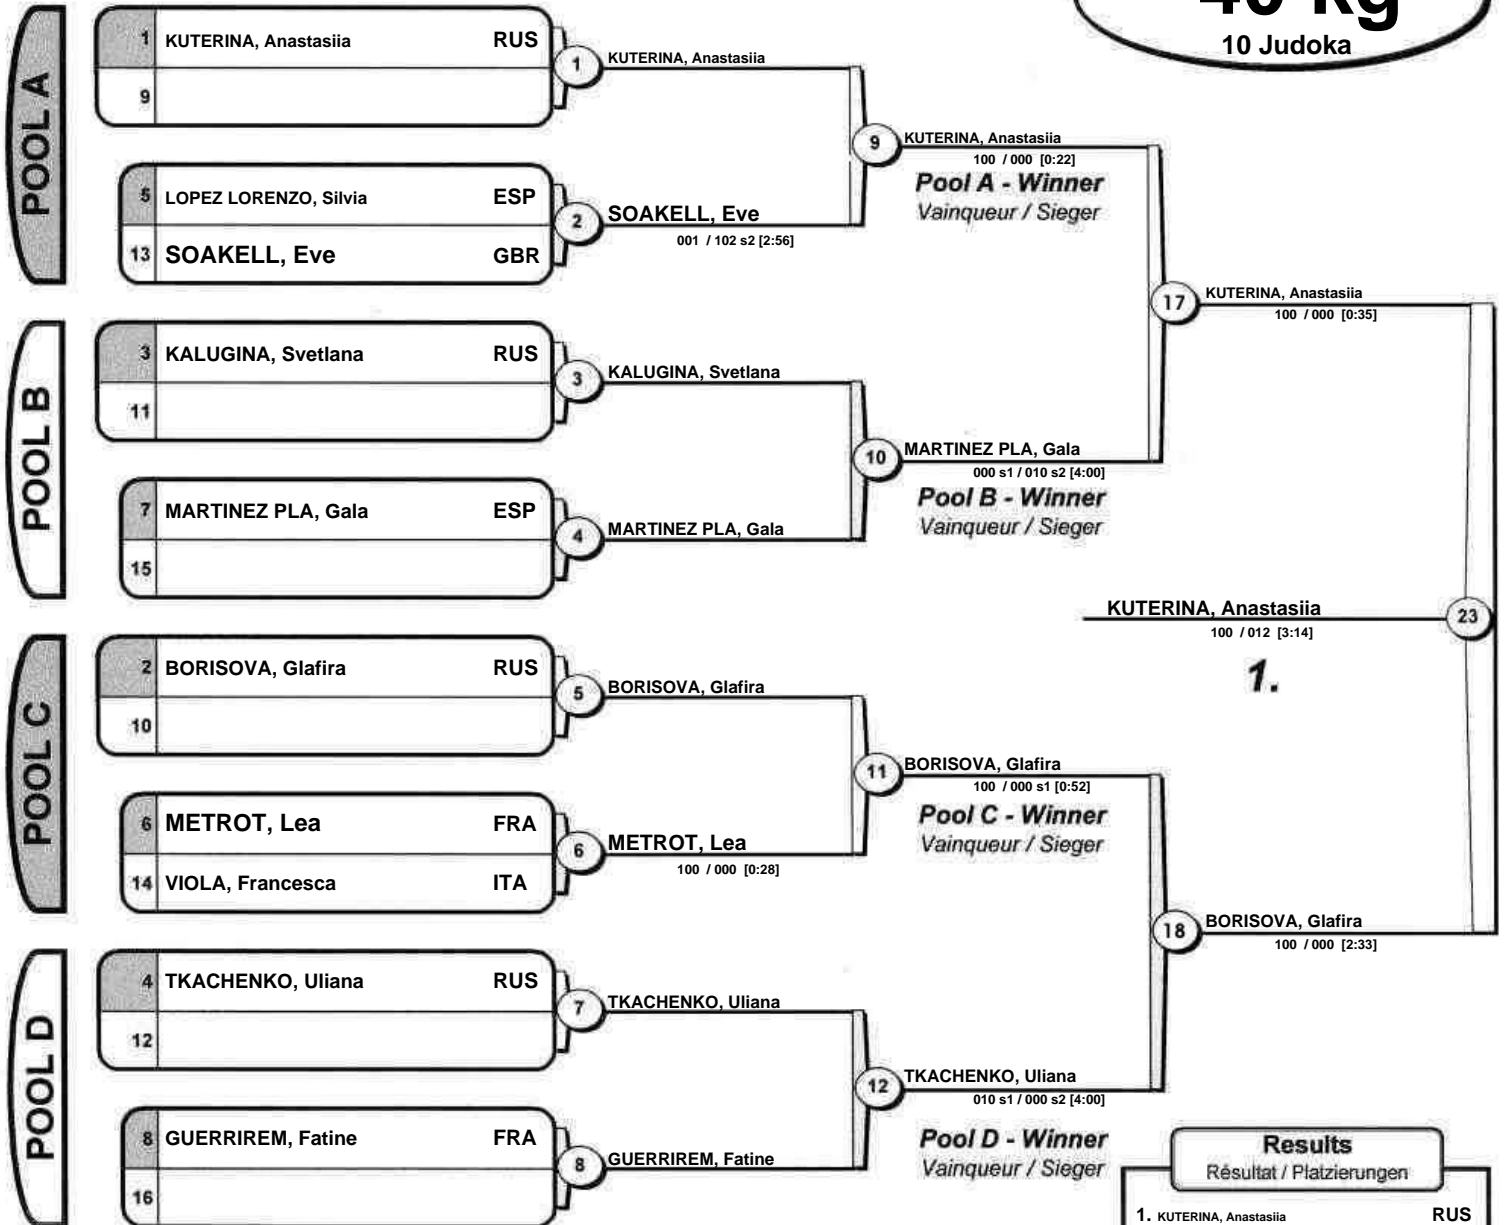 kg
10 Judoka
POOL A
1 KUTERINA, Anastasiia RUS
9
5 LOPEZ LORENZO, Silvia ESP
13 SOAKELL, Eve GBR
1 KUTERINA, Anastasiia
2 SOAKELL, Eve
001 / 102 s2 [2:56]
9 KUTERINA, Anastasiia
100 / 000 [0:22]
Pool A - Winner
Vainqueur / Sieger
POOL B
3 KALUGINA, Svetlana RUS
11
7 MARTINEZ PLA, Gala ESP
15
3 KALUGINA, Svetlana
4 MARTINEZ PLA, Gala
10 MARTINEZ PLA, Gala
000 s1 / 010 s2 [4:00]
Pool B - Winner
Vainqueur / Sieger
17 KUTERINA, Anastasiia
100 / 000 [0:35]
KUTERINA, Anastasiia 23
100 / 012 [3:14]
1.
POOL C
2 BORISOVA, Glafira RUS
10
6 METROT, Lea FRA
14 VIOLA, Francesca ITA
5 BORISOVA, Glafira
6 METROT, Lea
100 / 000 [0:28]
11 BORISOVA, Glafira
100 / 000 s1 [0:52]
Pool C - Winner
Vainqueur / Sieger
18 BORISOVA, Glafira
100 / 000 [2:33]
POOL D
4 TKACHENKO, Uliana RUS
12
8 GUERRIREM, Fatine FRA
16
7 TKACHENKO, Uliana
8 GUERRIREM, Fatine
12 TKACHENKO, Uliana
010 s1 / 000 s2 [4:00]
Pool D - Winner
Vainqueur / Sieger
Results
Résultat / Platzierungen
1. KUTERINA, Anastasiia RUS